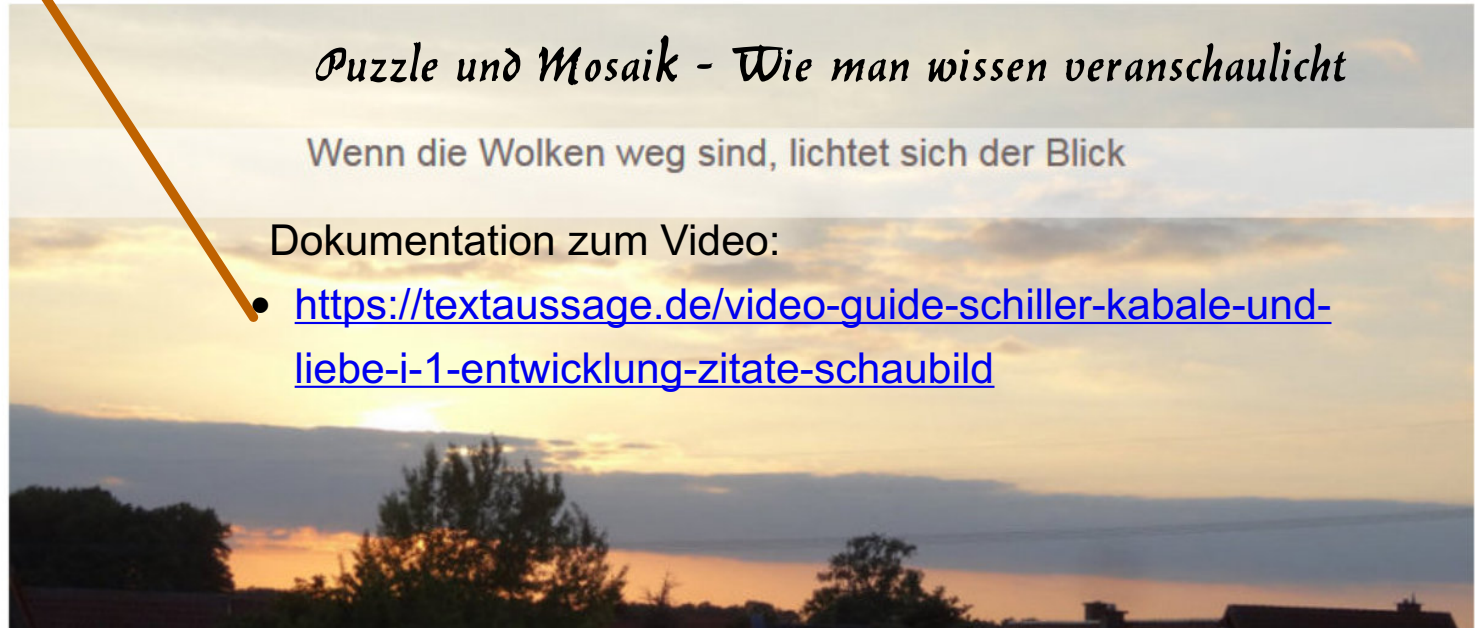 Puzzle und Mosaik - Wie man wissen veranschaulicht
Wenn die Wolken weg sind, lichtet sich der Blick
Dokumentation zum Video:
• https://textaussage.de/video-guide-schiller-kabale-und-
liebe-i-1-entwicklung-zitate-schaubild